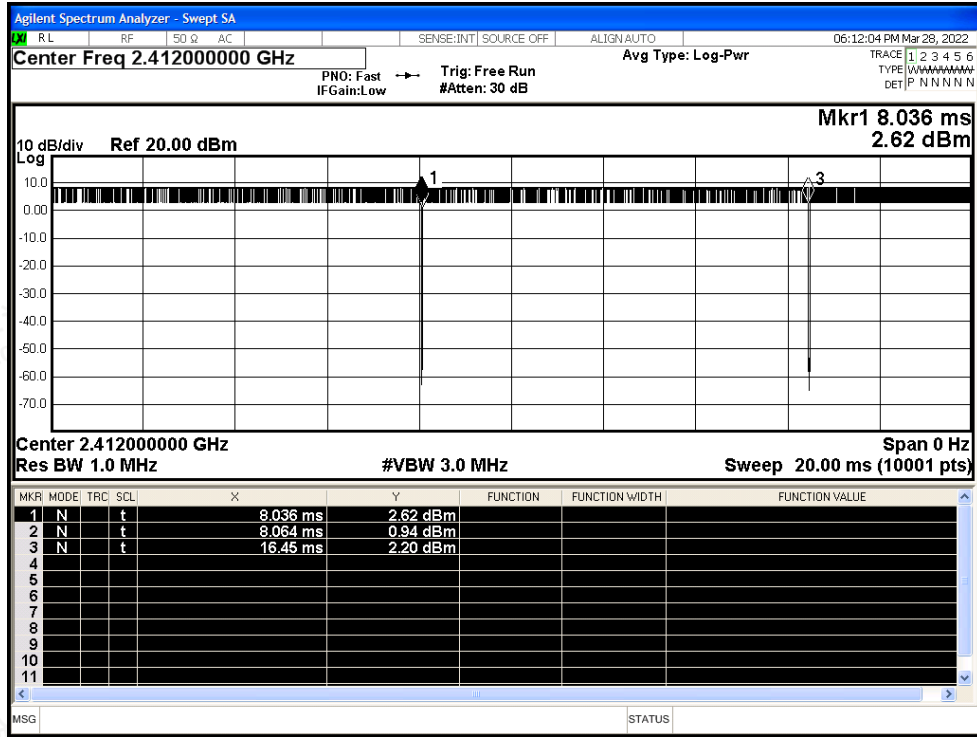 Agilent Spectrum Analyzer - Swept SA
LXI RL RF 50 Ω AC SENSE:INT SOURCE OFF ALIGN AUTO 06:12:04 PM Mar 28, 2022
Center Freq 2.412000000 GHz
PNO: Fast
IFGain:Low
Trig: Free Run
#Atten: 30 dB
Avg Type: Log-Pwr
TRACE 1 2 3 4 5 6
TYPE WWWWWW
DET P N N N N N
Mkr1 8.036 ms
2.62 dBm
10 dB/div Ref 20.00 dBm
Log
10.0
0.00
-10.0
-20.0
-30.0
-40.0
-50.0
-60.0
-70.0
1
3
Center 2.412000000 GHz Span 0 Hz
Res BW 1.0 MHz #VBW 3.0 MHz Sweep 20.00 ms (10001 pts)
MKR MODE TRC SCL X Y FUNCTION FUNCTION WIDTH FUNCTION VALUE
1 N t 8.036 ms 2.62 dBm
2 N t 8.064 ms 0.94 dBm
3 N t 16.45 ms 2.20 dBm
4
5
6
7
8
9
10
11
MSG STATUS